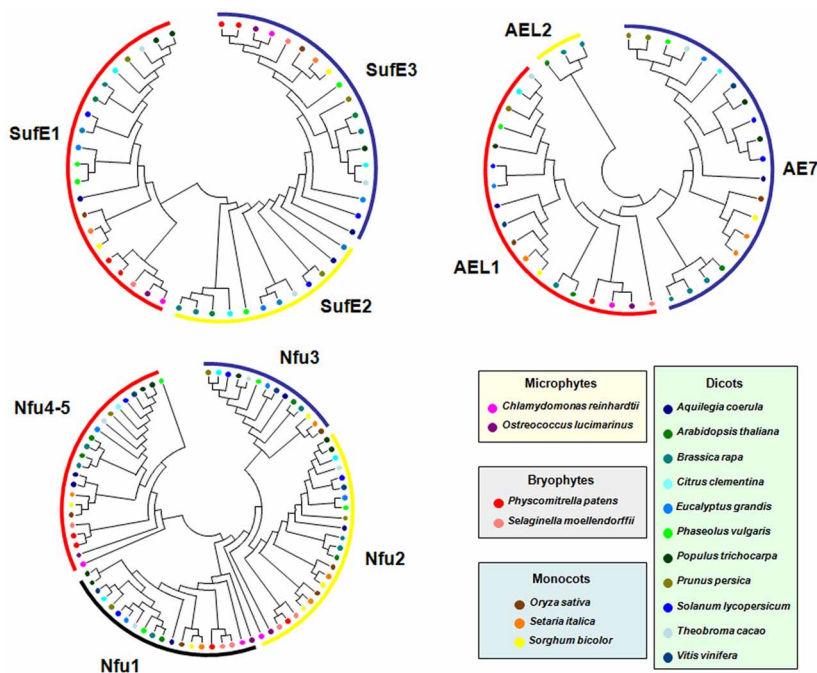 SufE1
SufE3
SufE2
AEL2
AE7
AEL1
Nfu3
Nfu4-5
Nfu2
Nfu1
Microphytes
Chlamydomonas reinhardtii
Ostreococcus lucimarinus
Bryophytes
Physcomitrella patens
Selaginella moellendorffii
Monocots
Oryza sativa
Setaria italica
Sorghum bicolor
Dicots
Aquilegia coerula
Arabidopsis thaliana
Brassica rapa
Citrus clementina
Eucalyptus grandis
Phaseolus vulgaris
Populus trichocarpa
Prunus persica
Solanum lycopersicum
Theobroma cacao
Vitis vinifera